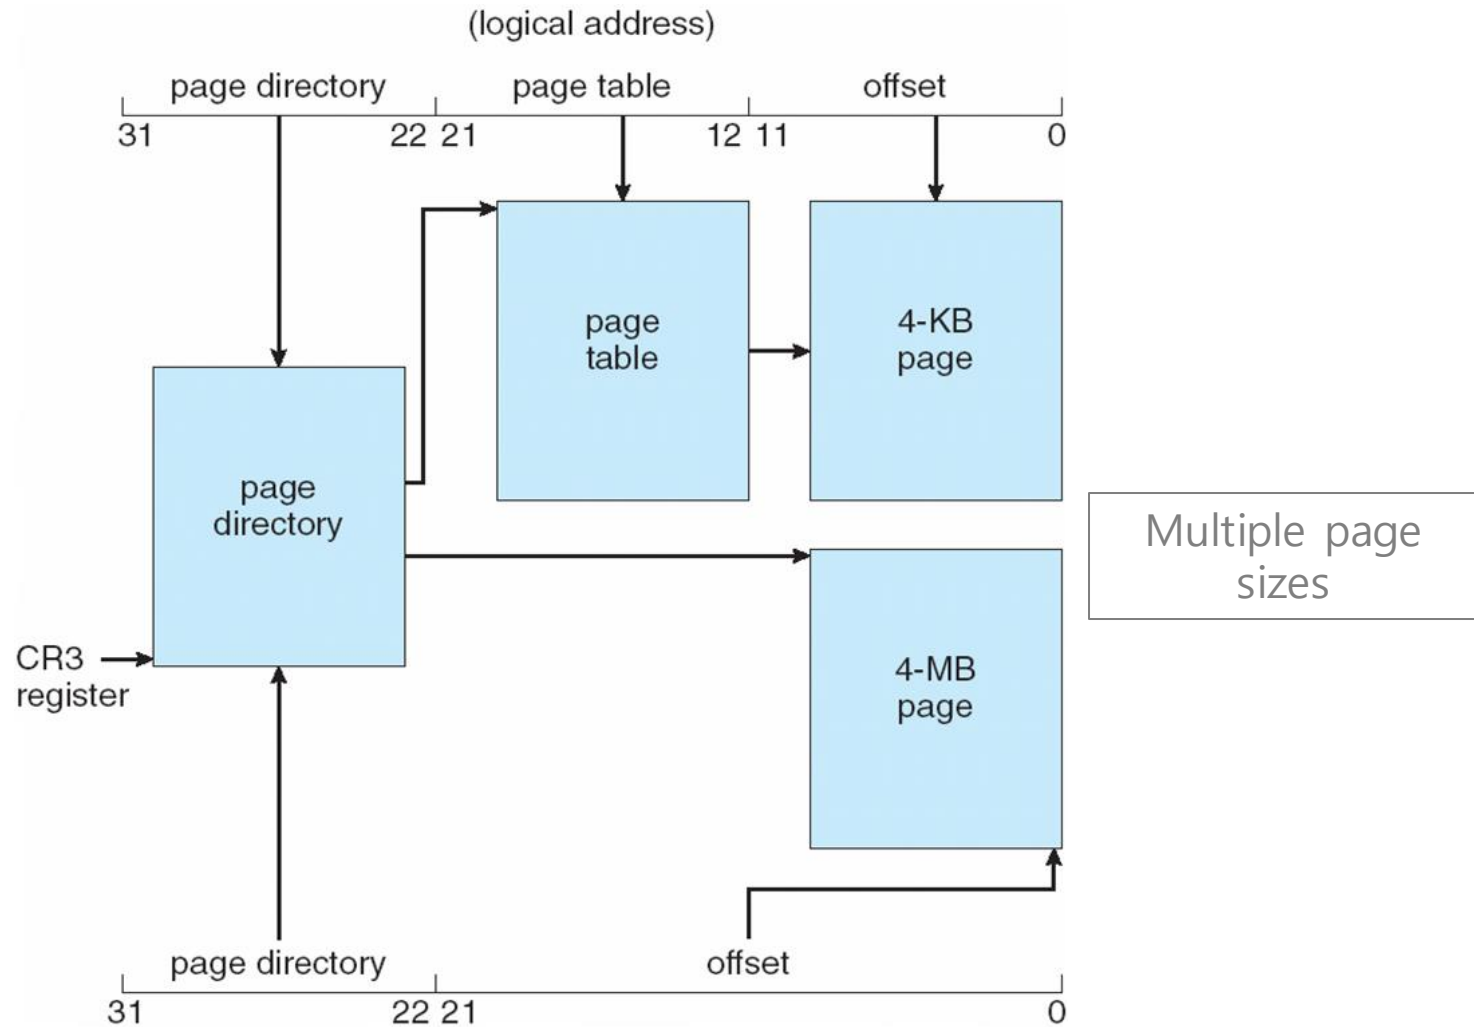 (logical address)
page directory page table offset
31 22 21 12 11 0
page
table
4-KB
page
page
directory
Multiple page
sizes
CR3
register
4-MB
page
page directory offset
31 22 21 0